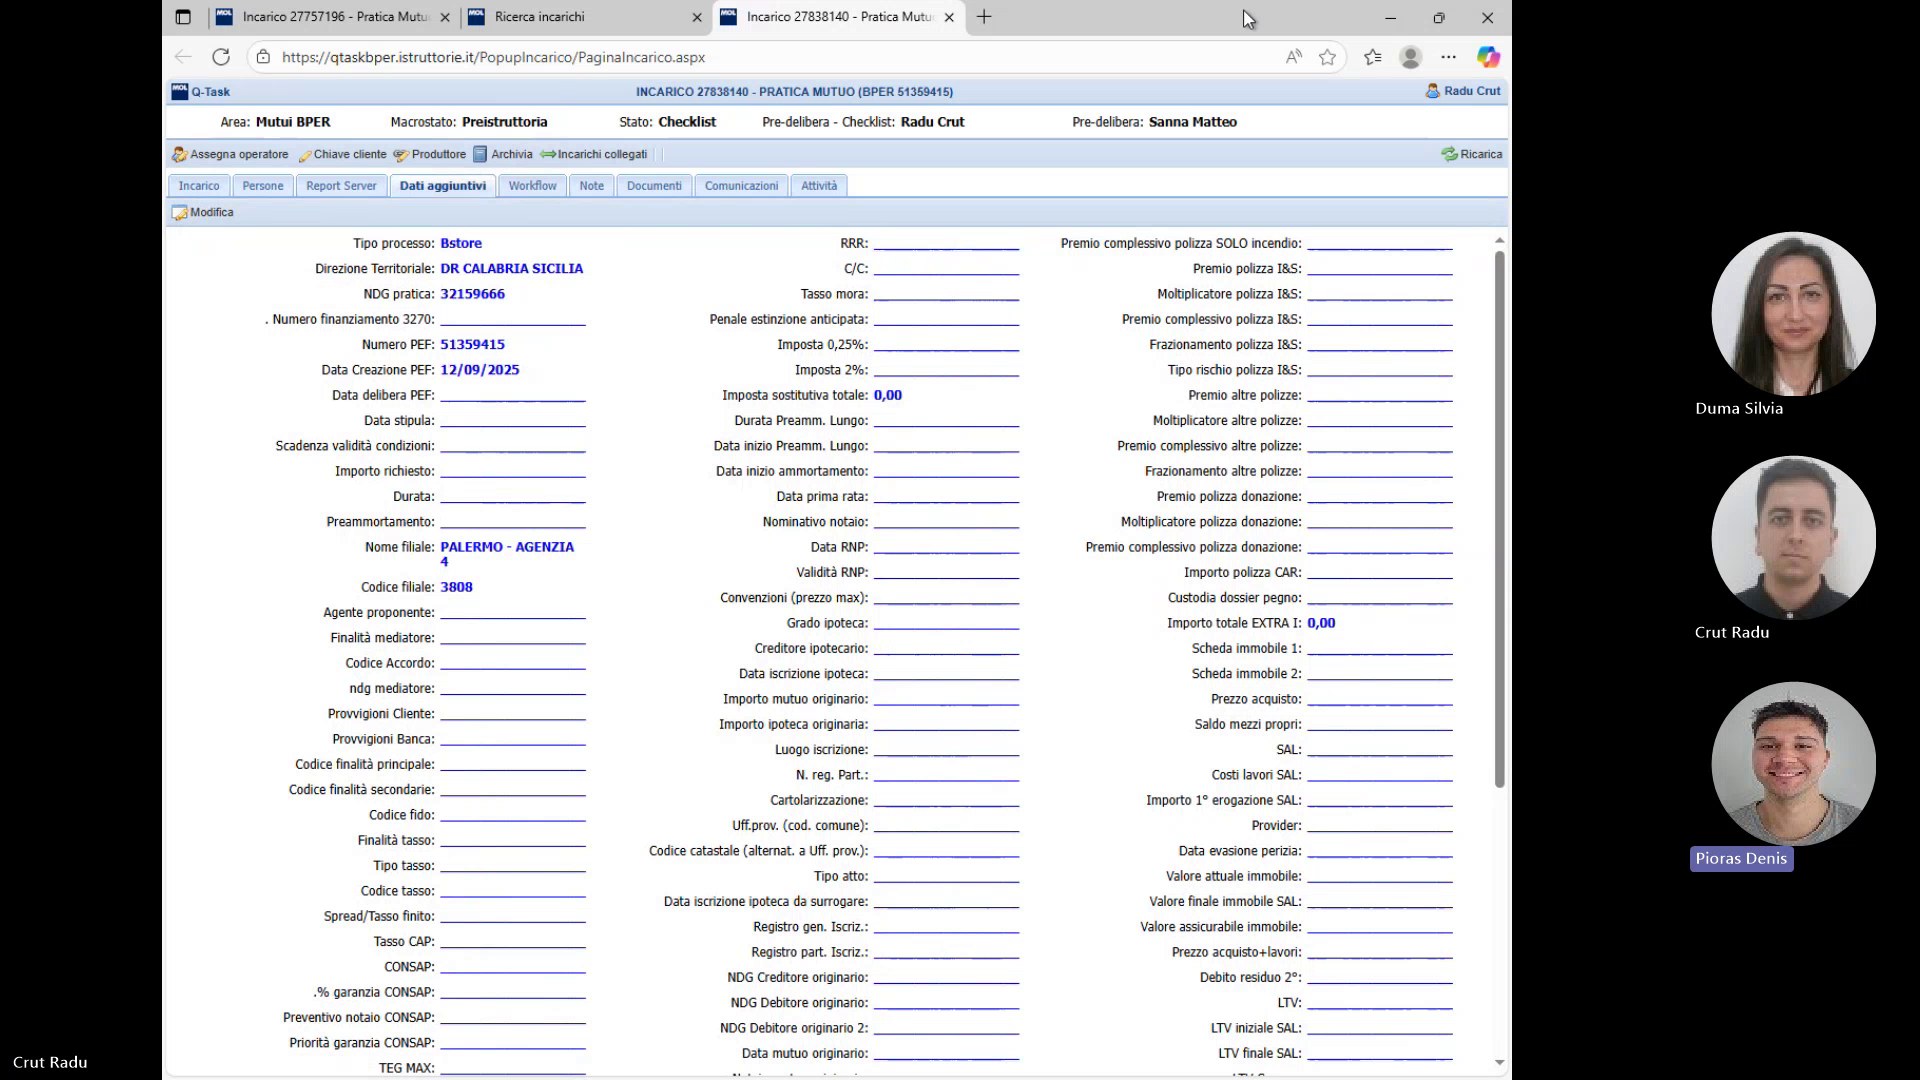 Incarico 27757196 - Pratica Mutu
Ricerca incarichi
Incarico 27838140 - Pratica Mutu
https://qtaskbper.istruttorie.it/PopupIncarico/PaginaIncarico.aspx
MOL Q-Task
INCARICO 27838140 - PRATICA MUTUO (BPER 51359415)
Radu Crut
Area: Mutui BPER
Macrostato: Preistruttoria
Stato: Checklist
Pre-delibera - Checklist: Radu Crut
Pre-delibera: Sanna Matteo
Assegna operatore
Chiave cliente
Produttore
Archivia
Incarichi collegati
Ricarica
Incarico
Persone
Report Server
Dati aggiuntivi
Workflow
Note
Documenti
Comunicazioni
Attività
Modifica
Tipo processo: Bstore
Direzione Territoriale: DR CALABRIA SICILIA
NDG pratica: 32159666
. Numero finanziamento 3270:
Numero PEF: 51359415
Data Creazione PEF: 12/09/2025
Data delibera PEF:
Data stipula:
Scadenza validità condizioni:
Importo richiesto:
Durata:
Preammortamento:
Nome filiale: PALERMO - AGENZIA
4
Codice filiale: 3808
Agente proponente:
Finalità mediatore:
Codice Accordo:
ndg mediatore:
Provvigioni Cliente:
Provvigioni Banca:
Codice finalità principale:
Codice finalità secondarie:
Codice fido:
Finalità tasso:
Tipo tasso:
Codice tasso:
Spread/Tasso finito:
Tasso CAP:
CONSAP:
.% garanzia CONSAP:
Preventivo notaio CONSAP:
Priorità garanzia CONSAP:
TEG MAX:
RRR:
C/C:
Tasso mora:
Penale estinzione anticipata:
Imposta 0,25%:
Imposta 2%:
Imposta sostitutiva totale: 0,00
Durata Preamm. Lungo:
Data inizio Preamm. Lungo:
Data inizio ammortamento:
Data prima rata:
Nominativo notaio:
Data RNP:
Validità RNP:
Convenzioni (prezzo max):
Grado ipoteca:
Creditore ipotecario:
Data iscrizione ipoteca:
Importo mutuo originario:
Importo ipoteca originaria:
Luogo iscrizione:
N. reg. Part.:
Cartolarizzazione:
Uff.prov. (cod. comune):
Codice catastale (alternat. a Uff. prov.):
Tipo atto:
Data iscrizione ipoteca da surrogare:
Registro gen. Iscriz.:
Registro part. Iscriz.:
NDG Creditore originario:
NDG Debitore originario:
NDG Debitore originario 2:
Data mutuo originario:
Premio complessivo polizza SOLO incendio:
Premio polizza I&S:
Moltiplicatore polizza I&S:
Premio complessivo polizza I&S:
Frazionamento polizza I&S:
Tipo rischio polizza I&S:
Premio altre polizze:
Moltiplicatore altre polizze:
Premio complessivo altre polizze:
Frazionamento altre polizze:
Premio polizza donazione:
Moltiplicatore polizza donazione:
Premio complessivo polizza donazione:
Importo polizza CAR:
Custodia dossier pegno:
Importo totale EXTRA I: 0,00
Scheda immobile 1:
Scheda immobile 2:
Prezzo acquisto:
Saldo mezzi propri:
SAL:
Costi lavori SAL:
Importo 1° erogazione SAL:
Provider:
Data evasione perizia:
Valore attuale immobile:
Valore finale immobile SAL:
Valore assicurabile immobile:
Prezzo acquisto+lavori:
Debito residuo 2°:
LTV:
LTV iniziale SAL:
LTV finale SAL:
Duma Silvia
Crut Radu
Pioras Denis
Crut Radu